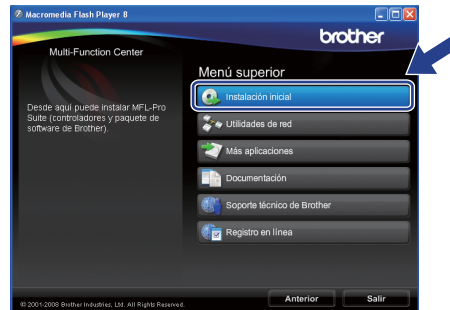 Macromedia Flash Player 8
brother
Multi-Function Center
Menú superior
Instalación inicial
Desde aquí puede instalar MFL-Pro
Suite (controladores y paquete de
software de Brother).
Utilidades de red
Más aplicaciones
Documentación
Soporte técnico de Brother
Registro en línea
© 2001-2008 Brother Industries, Ltd. All Rights Reserved.
Anterior
Salir